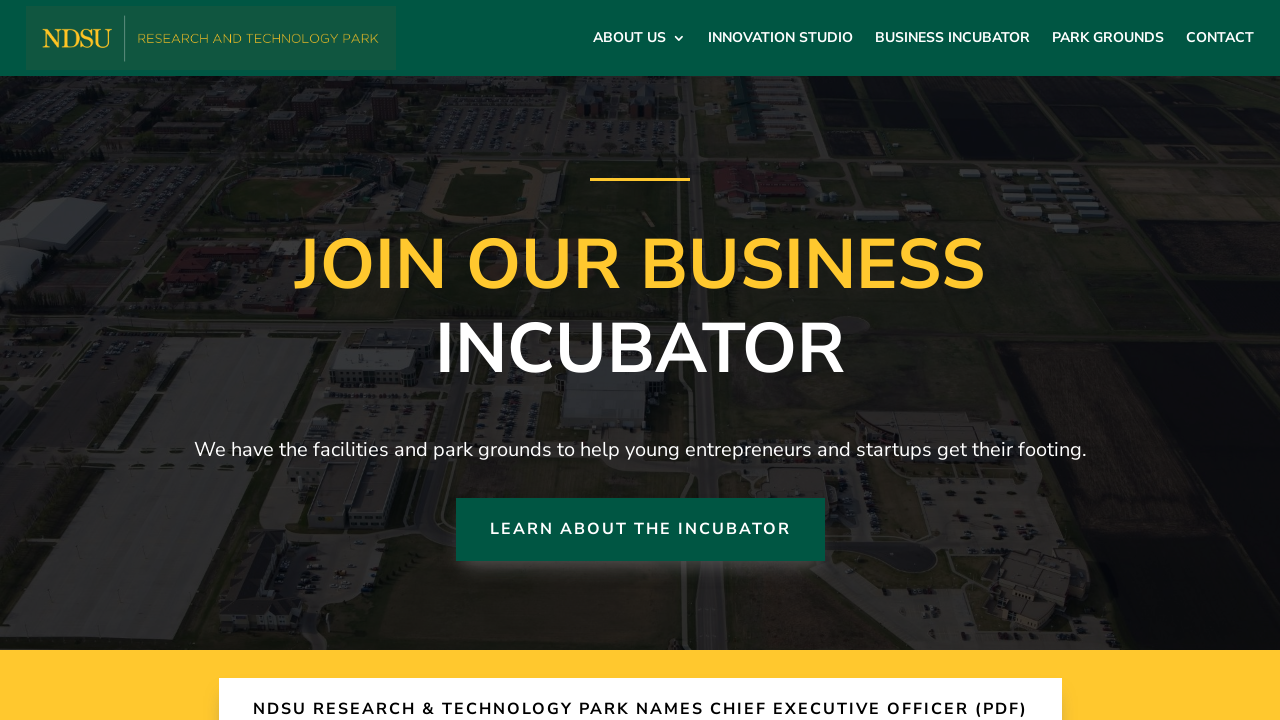 NDSU RESEARCH AND TECHNOLOGY PARK
ABOUT US INNOVATION STUDIO BUSINESS INCUBATOR PARK GROUNDS CONTACT
JOIN OUR BUSINESS
INCUBATOR
We have the facilities and park grounds to help young entrepreneurs and startups get their footing.
LEARN ABOUT THE INCUBATOR
NDSU RESEARCH & TECHNOLOGY PARK NAMES CHIEF EXECUTIVE OFFICER (PDF)